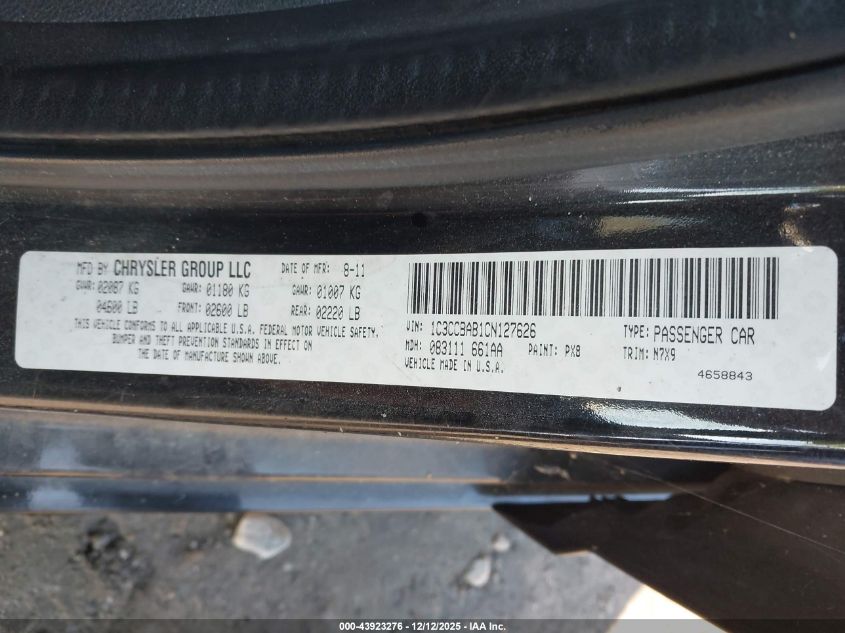 MFD BY CHRYSLER GROUP LLC DATE OF MFR: 8-11
GVWR: 02087 KG GAWR: 01180 KG GAWR: 01007 KG
04600 LB FRONT: 02600 LB REAR: 02220 LB
THIS VEHICLE CONFORMS TO ALL APPLICABLE U.S.A. FEDERAL MOTOR VEHICLE SAFETY,
BUMPER AND THEFT PREVENTION STANDARDS IN EFFECT ON
THE DATE OF MANUFACTURE SHOWN ABOVE.
VIN: 1C3CCBAB1CN127626 TYPE: PASSENGER CAR
MDH: 083111 661AA PAINT: PX8 TRIM: N7X9
VEHICLE MADE IN U.S.A. 4658843
000-43923276 - 12/12/2025 - IAA Inc.